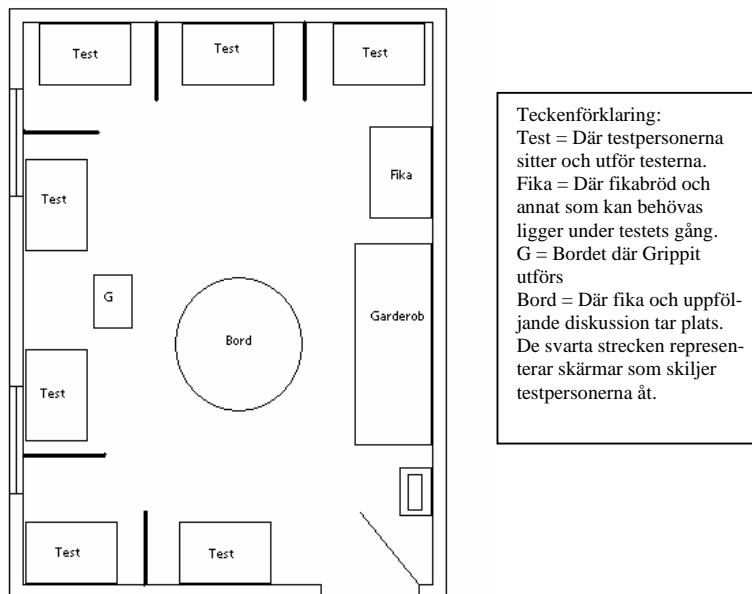 Test
Test
Test
Fika
Test
G
Garderob
Bord
Test
Test
Test
Teckenförklaring:
Test = Där testpersonerna
sitter och utför testerna.
Fika = Där fikabröd och
annat som kan behövas
ligger under testets gång.
G = Bordet där Grippit
utförs
Bord = Där fika och uppföl-
jande diskussion tar plats.
De svarta strecken represen-
terar skärmar som skiljer
testpersonerna åt.